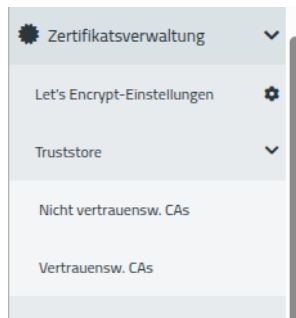 Zertifikatsverwaltung
Let's Encrypt-Einstellungen
Truststore
Nicht vertrauensw. CAs
Vertrauensw. CAs